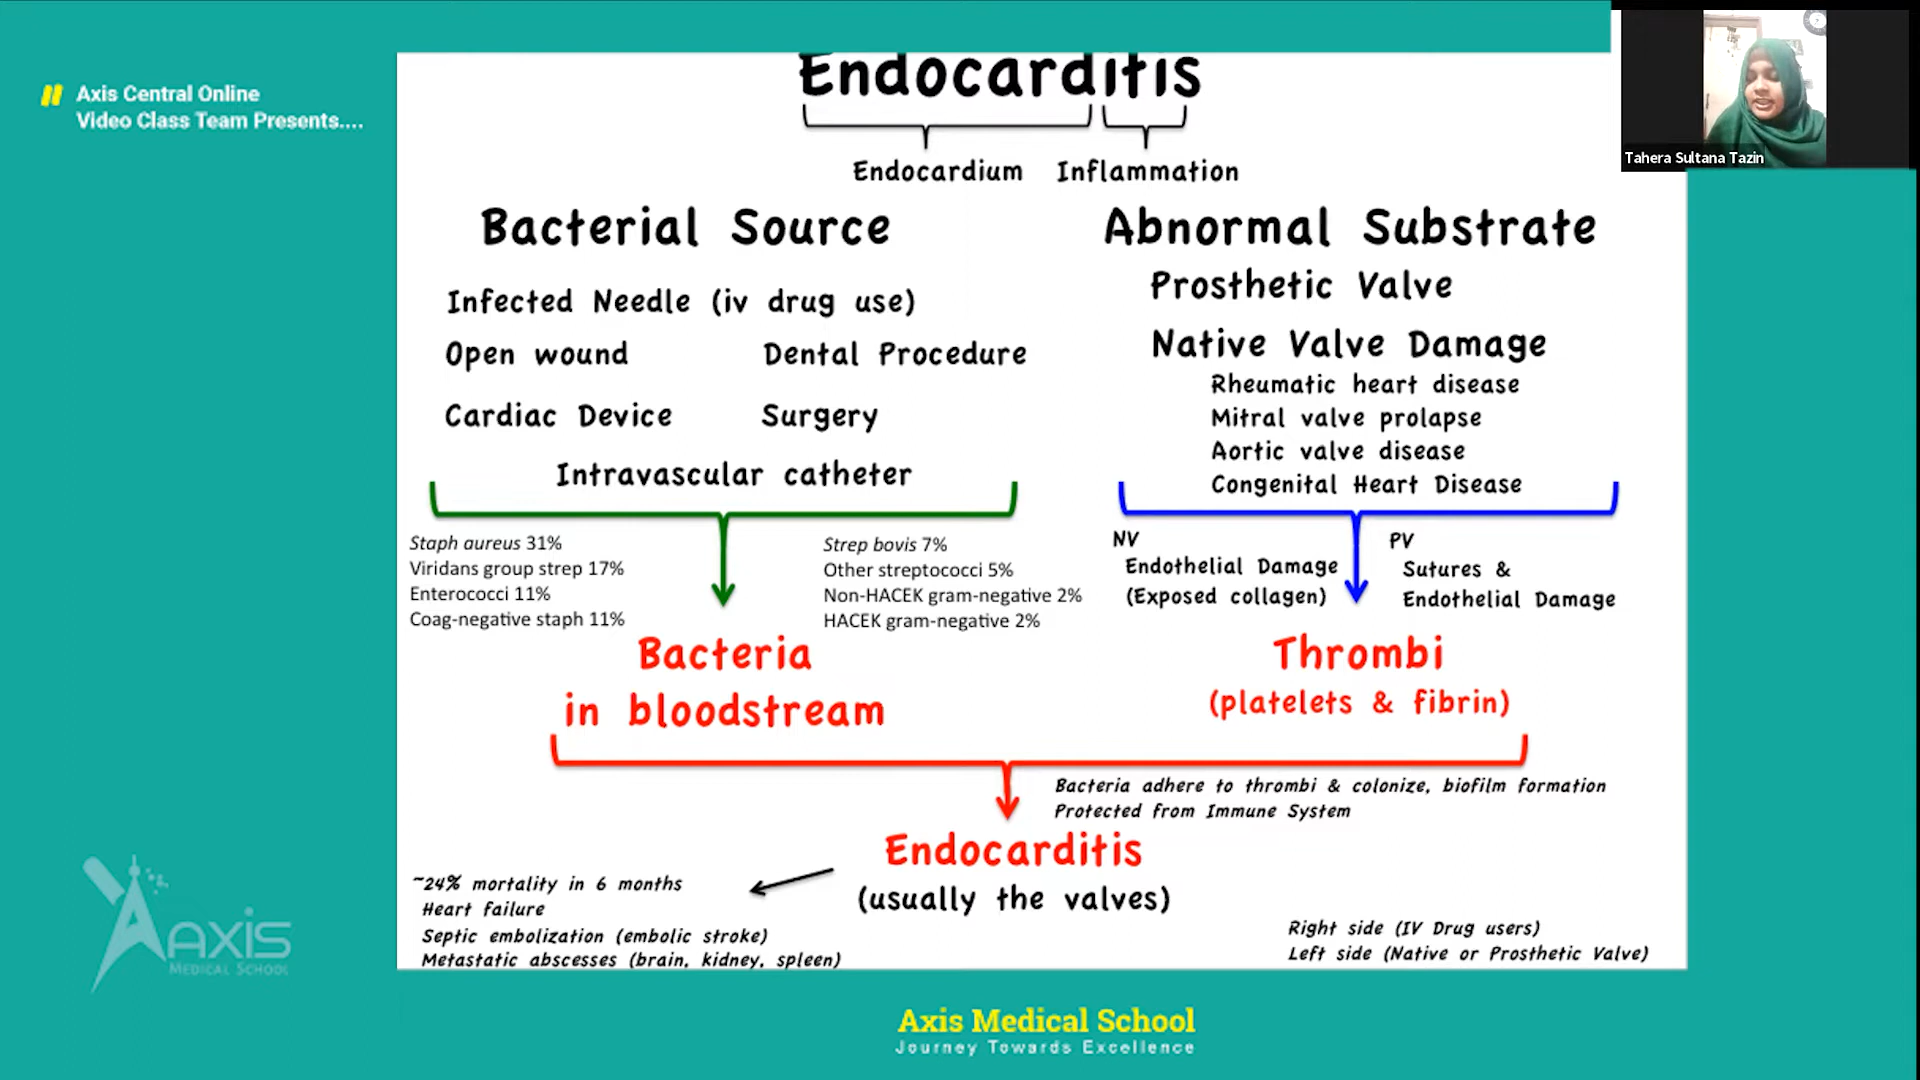 Axis Central Online
Video Class Team Presents....
Tahera Sultana Tazin
Endocarditis
Endocardium Inflammation
Bacterial Source
Infected Needle (iv drug use)
Open wound Dental Procedure
Cardiac Device Surgery
Intravascular catheter
Staph aureus 31%
Viridans group strep 17%
Enterococci 11%
Coag-negative staph 11%
Strep bovis 7%
Other streptococci 5%
Non-HACEK gram-negative 2%
HACEK gram-negative 2%
Bacteria
in bloodstream
Abnormal Substrate
Prosthetic Valve
Native Valve Damage
Rheumatic heart disease
Mitral valve prolapse
Aortic valve disease
Congenital Heart Disease
NV
Endothelial Damage
(Exposed collagen)
PV
Sutures &
Endothelial Damage
Thrombi
(platelets & fibrin)
Bacteria adhere to thrombi & colonize, biofilm formation
Protected from Immune System
Endocarditis
(usually the valves)
~24% mortality in 6 months
Heart failure
Septic embolization (embolic stroke)
Metastatic abscesses (brain, kidney, spleen)
Right side (IV Drug users)
Left side (Native or Prosthetic Valve)
AXIS
MEDICAL SCHOOL
Axis Medical School
Journey Towards Excellence